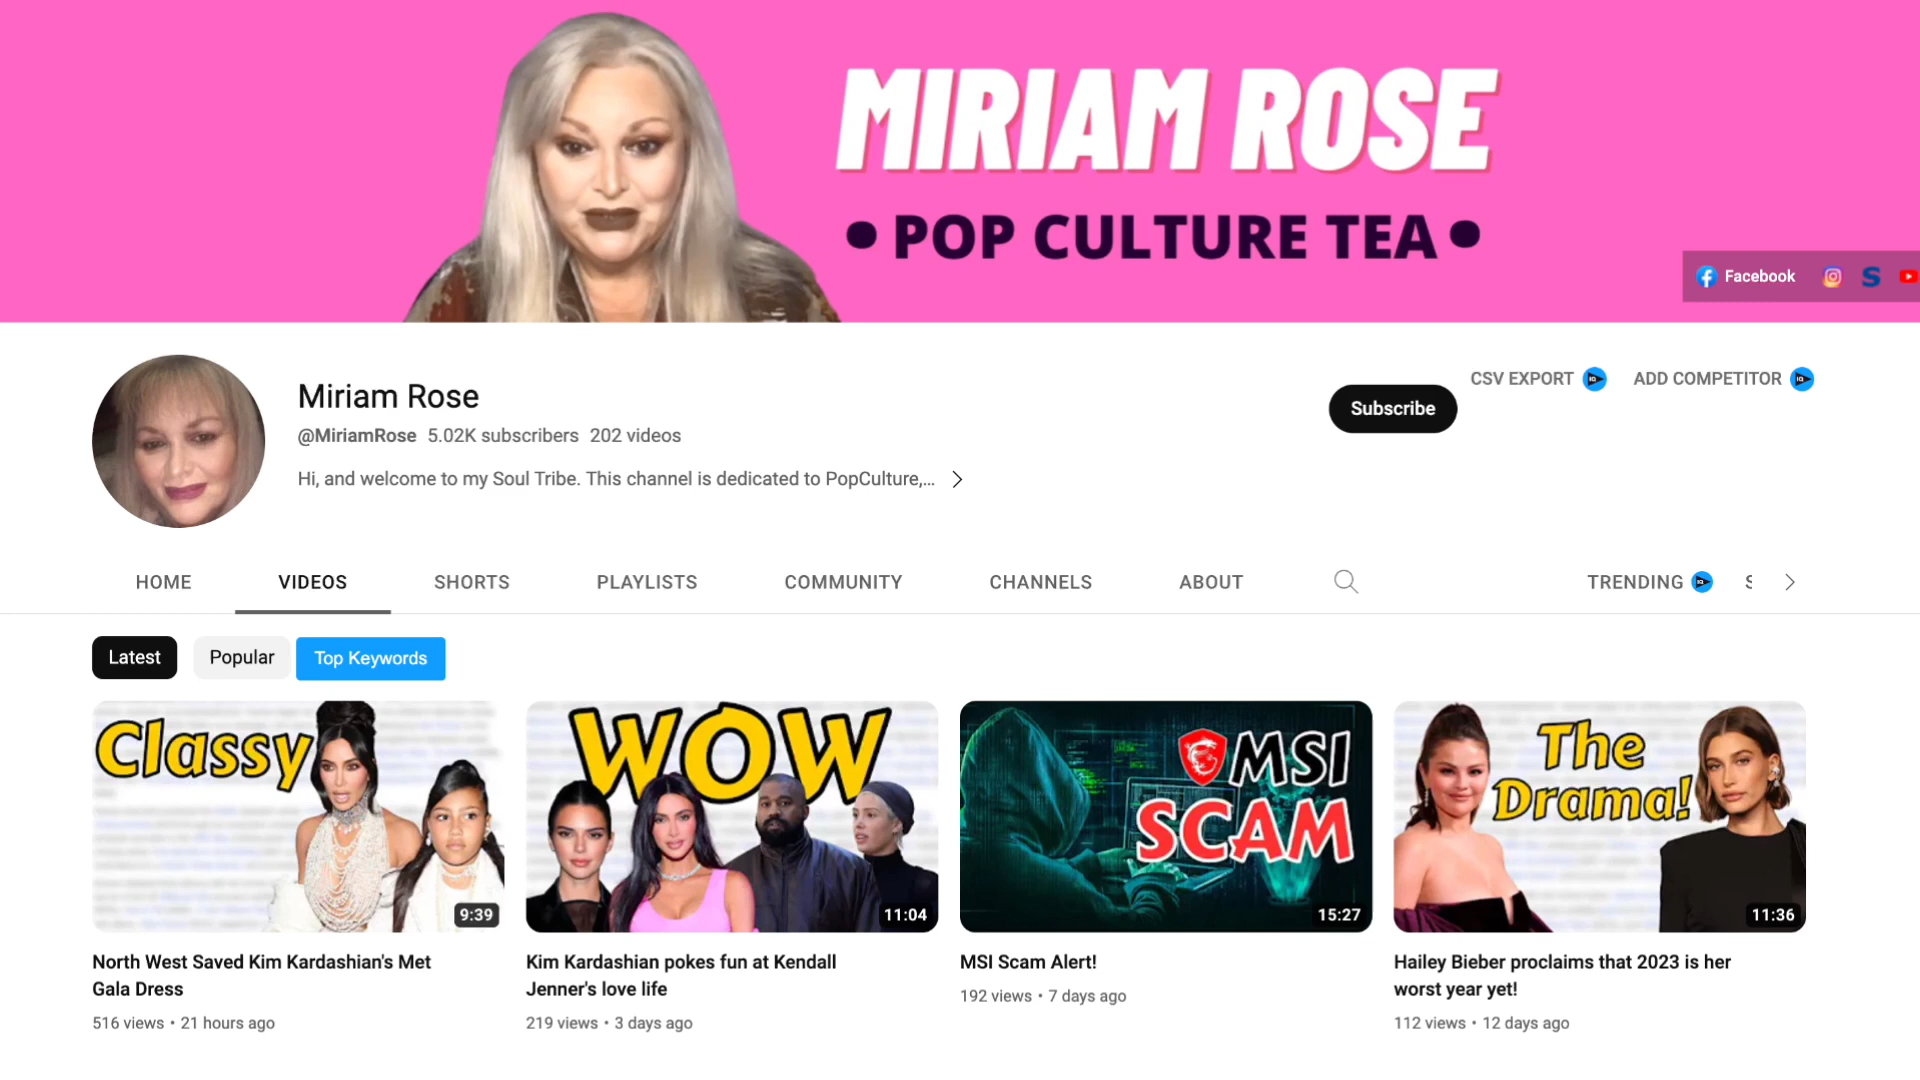 MIRIAM ROSE
• POP CULTURE TEA •
Facebook
Miriam Rose
@MiriamRose 5.02K subscribers 202 videos
Hi, and welcome to my Soul Tribe. This channel is dedicated to PopCulture,...
Subscribe
CSV EXPORT
ADD COMPETITOR
HOME VIDEOS SHORTS PLAYLISTS COMMUNITY CHANNELS ABOUT TRENDING
Latest Popular Top Keywords
Classy
9:39
North West Saved Kim Kardashian's Met
Gala Dress
516 views • 21 hours ago
WOW
11:04
Kim Kardashian pokes fun at Kendall
Jenner's love life
219 views • 3 days ago
MSI
SCAM
15:27
MSI Scam Alert!
192 views • 7 days ago
The
Drama!
11:36
Hailey Bieber proclaims that 2023 is her
worst year yet!
112 views • 12 days ago